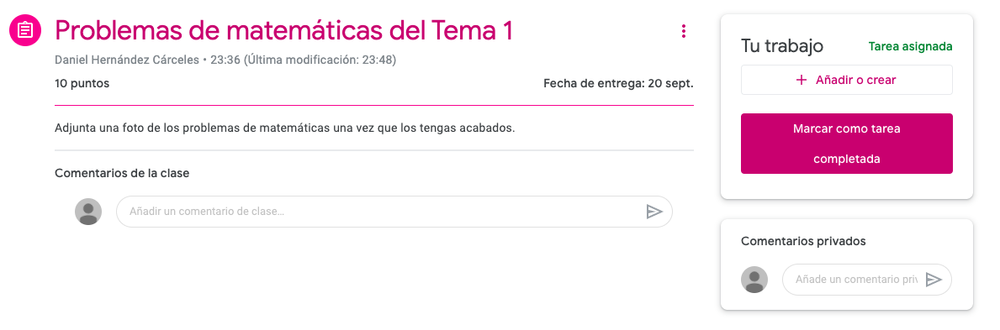 Problemas de matemáticas del Tema 1
Daniel Hernández Cárceles • 23:36 (Última modificación: 23:48)
10 puntos
Fecha de entrega: 20 sept.
Adjunta una foto de los problemas de matemáticas una vez que los tengas acabados.
Comentarios de la clase
Añadir un comentario de clase...
Tu trabajo
Tarea asignada
+ Añadir o crear
Marcar como tarea
completada
Comentarios privados
Añade un comentario priv